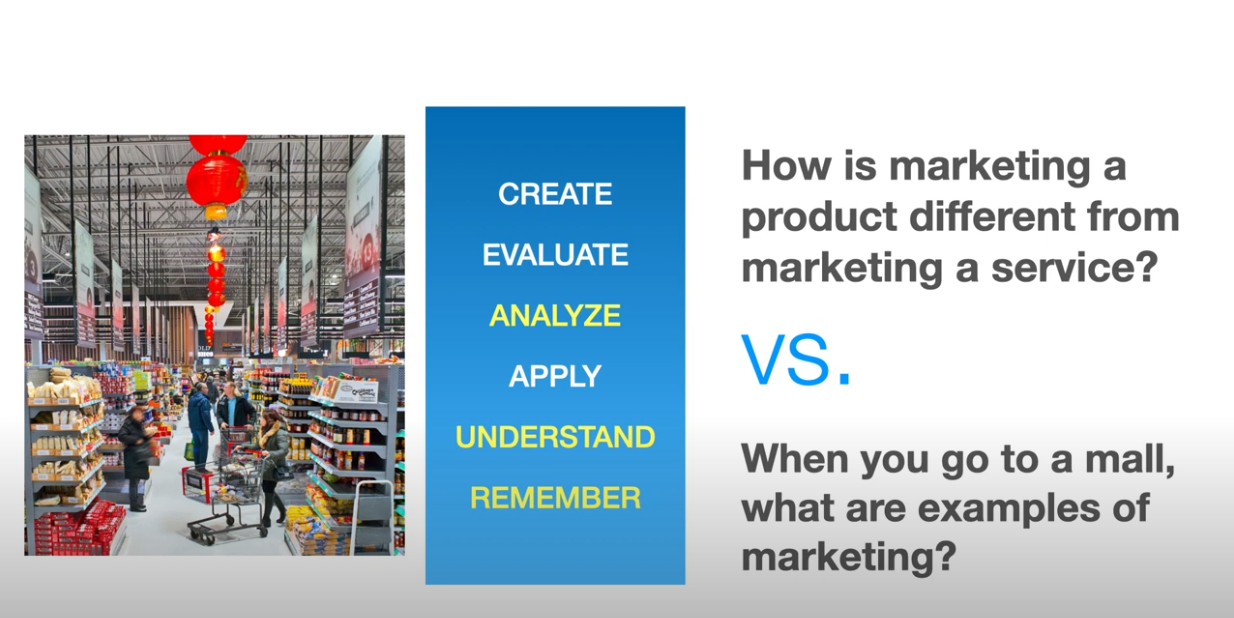 CREATE
EVALUATE
ANALYZE
APPLY
UNDERSTAND
REMEMBER
How is marketing a
product different from
marketing a service?
VS.
When you go to a mall,
what are examples of
marketing?